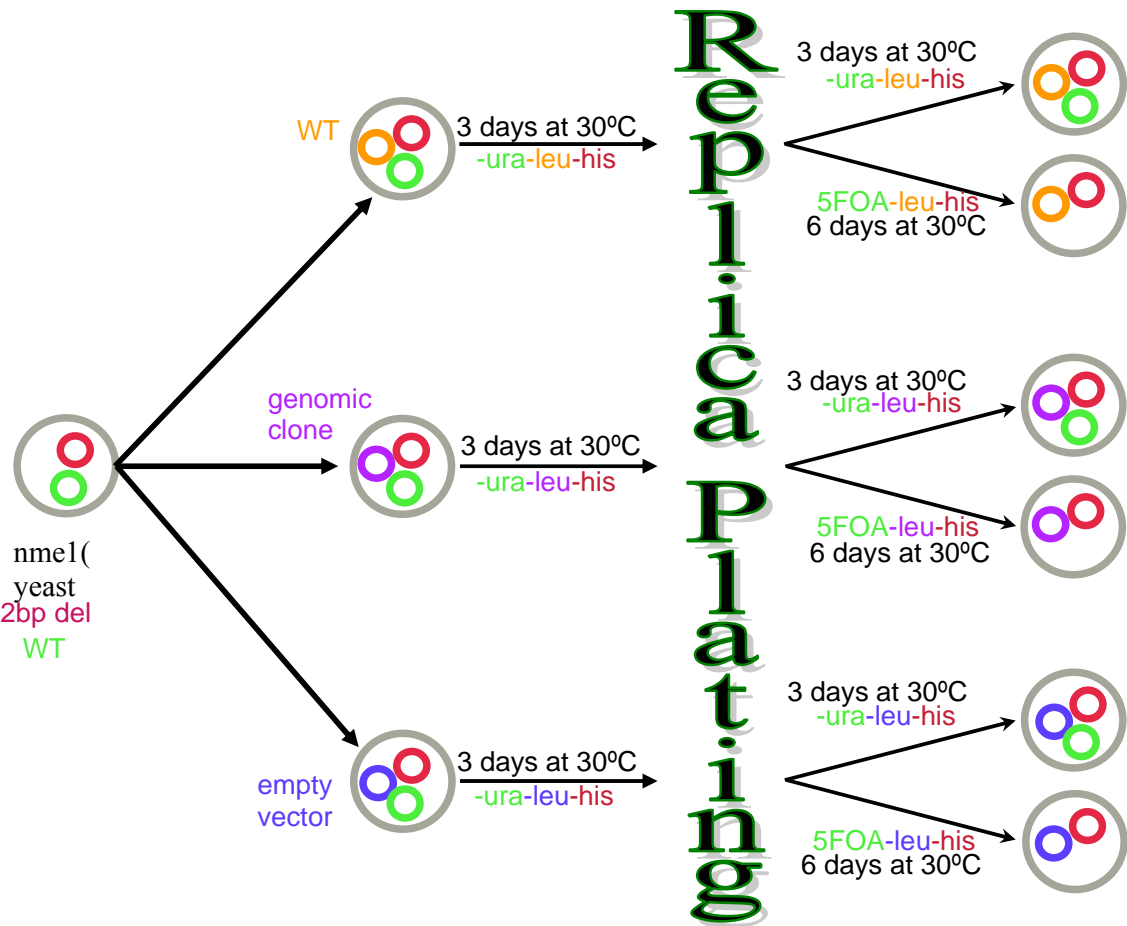 nme1(
yeast
2bp del
WT
WT
3 days at 30ºC
-ura-leu-his
genomic
clone
3 days at 30ºC
-ura-leu-his
empty
vector
3 days at 30ºC
-ura-leu-his
Replica Plating
3 days at 30ºC
-ura-leu-his
5FOA-leu-his
6 days at 30ºC
3 days at 30ºC
-ura-leu-his
5FOA-leu-his
6 days at 30ºC
3 days at 30ºC
-ura-leu-his
5FOA-leu-his
6 days at 30ºC